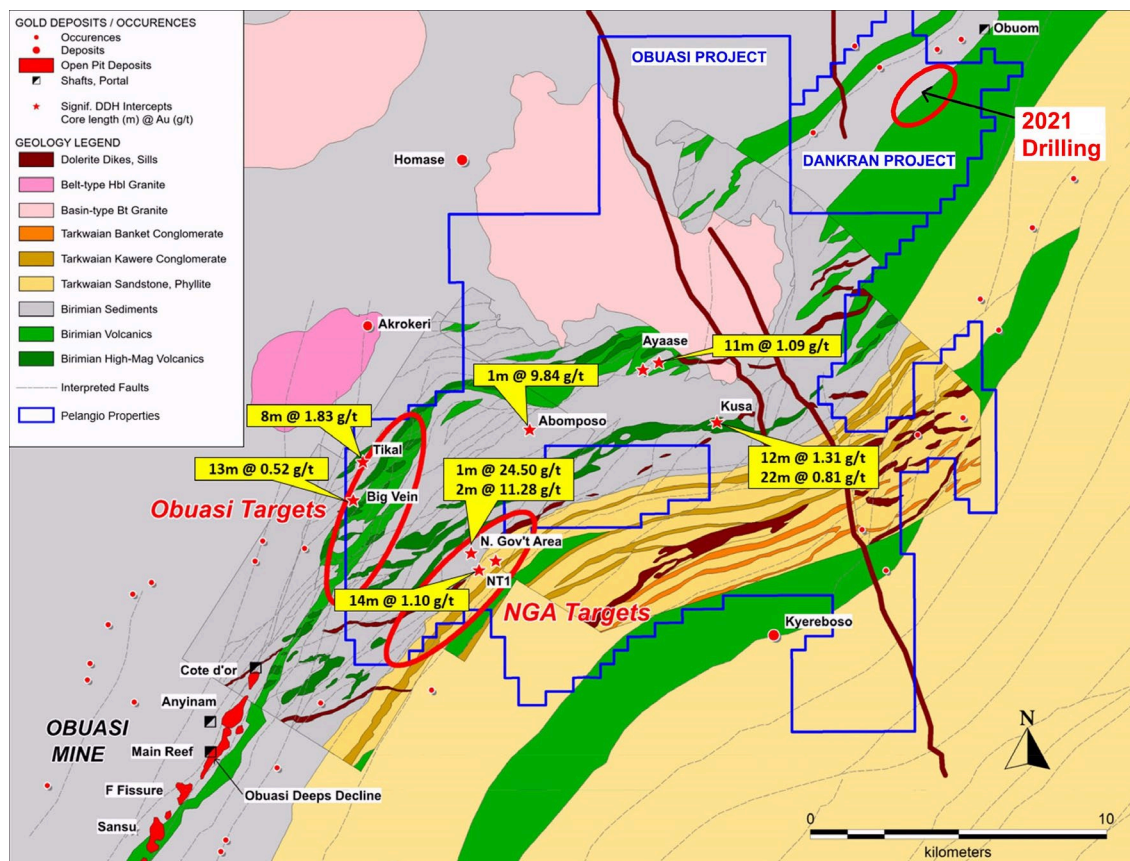 GOLD DEPOSITS / OCCURENCES
Occurences
Deposits
Open Pit Deposits
Shafts, Portal
Signif. DDH Intercepts
Core length (m) @ Au (g/t)
GEOLOGY LEGEND
Dolerite Dikes, Sills
Belt-type Hbl Granite
Basin-type Bt Granite
Tarkwaian Banket Conglomerate
Tarkwaian Kawere Conglomerate
Tarkwaian Sandstone, Phyllite
Birimian Sediments
Birimian Volcanics
Birimian High-Mag Volcanics
Interpreted Faults
Pelangio Properties
Obuom
OBUASI PROJECT
2021
Drilling
Homase
DANKRAN PROJECT
Akrokeri
Ayaase
11m @ 1.09 g/t
1m @ 9.84 g/t
Abomposo
Kusa
8m @ 1.83 g/t
Tikal
12m @ 1.31 g/t
22m @ 0.81 g/t
13m @ 0.52 g/t
1m @ 24.50 g/t
2m @ 11.28 g/t
Big Vein
Obuasi Targets
N. Gov't Area
NT1
14m @ 1.10 g/t
NGA Targets
Kyereboso
Cote d'or
Anyinam
OBUASI
MINE
Main Reef
F Fissure
Obuasi Deeps Decline
Sansu
N
0
10
kilometers